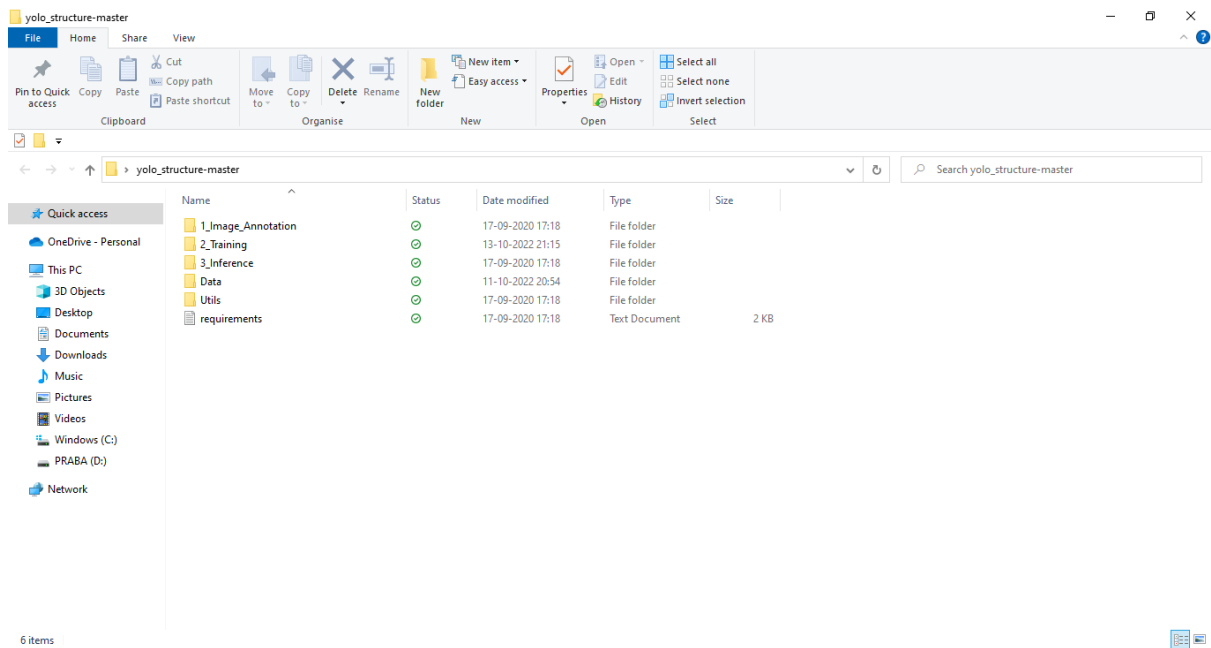 yolo_structure-master
File Home Share View
Pin to Quick access
Copy
Paste
Cut
Copy path
Paste shortcut
Clipboard
Move to
Copy to
Delete
Rename
Organise
New folder
New item
Easy access
New
Properties
Open
Edit
History
Open
Select all
Select none
Invert selection
Select
yolo_structure-master
Search yolo_structure-master
Quick access
OneDrive - Personal
This PC
3D Objects
Desktop
Documents
Downloads
Music
Pictures
Videos
Windows (C:)
PRABA (D:)
Network
Name Status Date modified Type Size
1_Image_Annotation 17-09-2020 17:18 File folder
2_Training 13-10-2022 21:15 File folder
3_Inference 17-09-2020 17:18 File folder
Data 11-10-2022 20:54 File folder
Utils 17-09-2020 17:18 File folder
requirements 17-09-2020 17:18 Text Document 2 KB
6 items